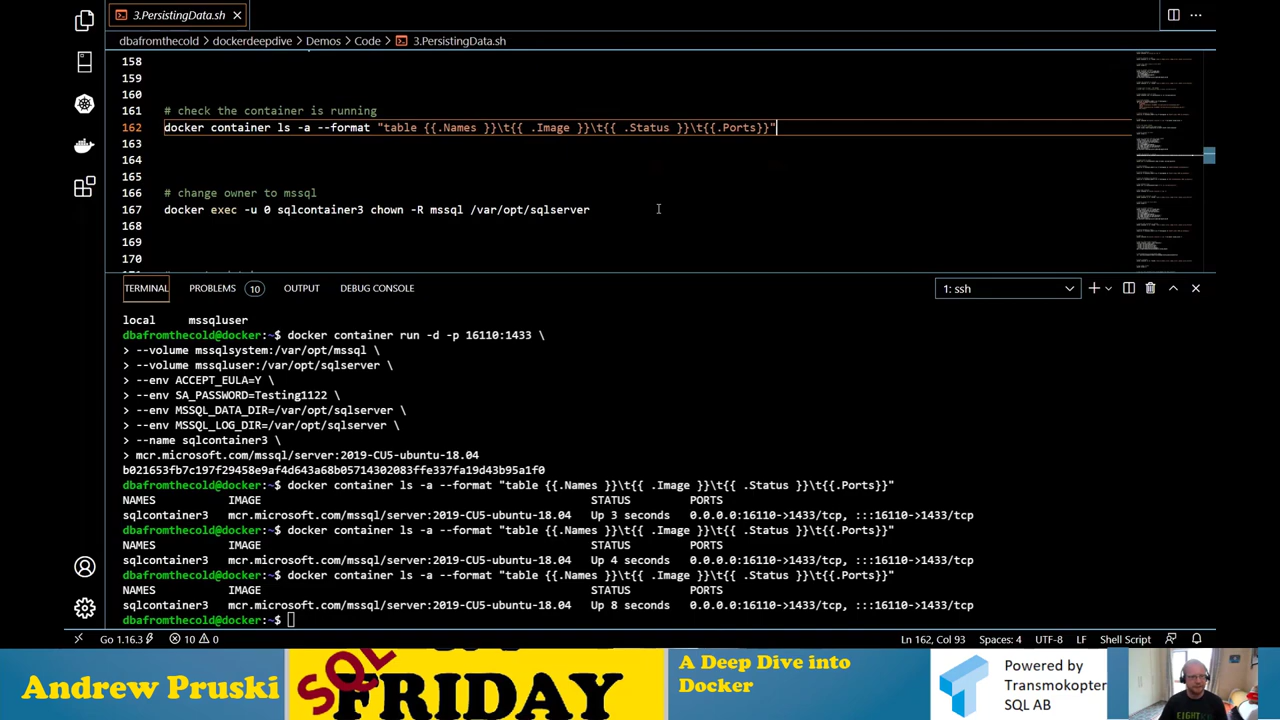 3.PersistingData.sh
dbafromthecold > dockerdeepdive > Demos > Code > 3.PersistingData.sh
158
159
160
161 # check the container is running
162 docker container ls -a --format "table {{.Names }}\t{{ .Image }}\t{{ .Status }}\t{{.Ports}}"
163
164
165
166 # change owner to mssql
167 docker exec -u 0 sqlcontainer3 chown -R mssql /var/opt/sqlserver
168
169
170
TERMINAL PROBLEMS 10 OUTPUT DEBUG CONSOLE 1: ssh
local mssqluser
dbafromthecold@docker:~$ docker container run -d -p 16110:1433 \
> --volume mssqlsystem:/var/opt/mssql \
> --volume mssqluser:/var/opt/sqlserver \
> --env ACCEPT_EULA=Y \
> --env SA_PASSWORD=Testing1122 \
> --env MSSQL_DATA_DIR=/var/opt/sqlserver \
> --env MSSQL_LOG_DIR=/var/opt/sqlserver \
> --name sqlcontainer3 \
> mcr.microsoft.com/mssql/server:2019-CU5-ubuntu-18.04
b021653fb7c197f29458e9af4d643a68b05714302083ffe337fa19d43b95a1f0
dbafromthecold@docker:~$ docker container ls -a --format "table {{.Names }}\t{{ .Image }}\t{{ .Status }}\t{{.Ports}}"
NAMES IMAGE STATUS PORTS
sqlcontainer3 mcr.microsoft.com/mssql/server:2019-CU5-ubuntu-18.04 Up 3 seconds 0.0.0.0:16110->1433/tcp, :::16110->1433/tcp
dbafromthecold@docker:~$ docker container ls -a --format "table {{.Names }}\t{{ .Image }}\t{{ .Status }}\t{{.Ports}}"
NAMES IMAGE STATUS PORTS
sqlcontainer3 mcr.microsoft.com/mssql/server:2019-CU5-ubuntu-18.04 Up 4 seconds 0.0.0.0:16110->1433/tcp, :::16110->1433/tcp
dbafromthecold@docker:~$ docker container ls -a --format "table {{.Names }}\t{{ .Image }}\t{{ .Status }}\t{{.Ports}}"
NAMES IMAGE STATUS PORTS
sqlcontainer3 mcr.microsoft.com/mssql/server:2019-CU5-ubuntu-18.04 Up 8 seconds 0.0.0.0:16110->1433/tcp, :::16110->1433/tcp
dbafromthecold@docker:~$
Go 1.16.3 10 0 Ln 162, Col 93 Spaces: 4 UTF-8 LF Shell Script
Andrew Pruski
SQL
FRIDAY
A Deep Dive into
Docker
Powered by
Transmokopter
SQL AB